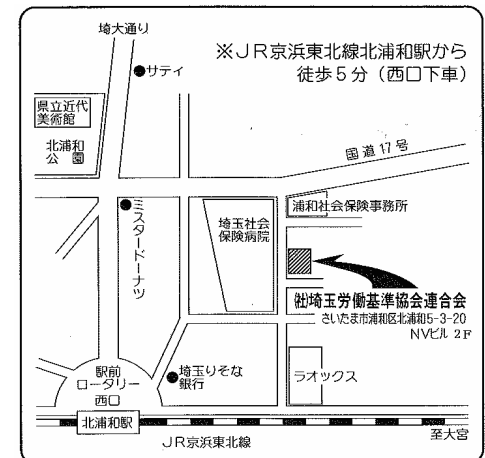 埼大通り
※JR京浜東北線北浦和駅から
徒歩5分（西口下車）
●サティ
県立近代
美術館
北浦和
公園
国道17号
ミスタードーナツ
埼玉社会
保険病院
浦和社会保険事務所
㈳埼玉労働基準協会連合会
さいたま市浦和区北浦和5-3-20
NVビル 2F
駅前
ロータリー
西口
埼玉りそな
銀行
ラオックス
北浦和駅
JR京浜東北線
至大宮